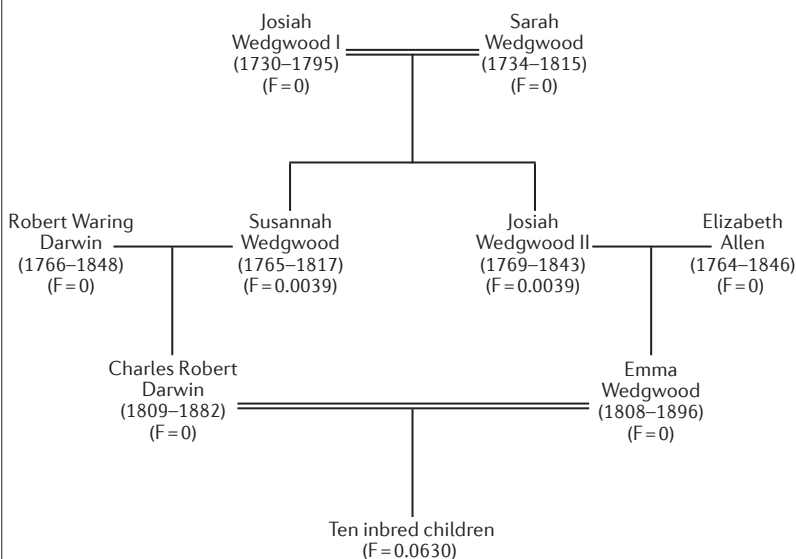 Josiah
Wedgwood I
(1730–1795)
(F = 0)
Sarah
Wedgwood
(1734–1815)
(F = 0)
Robert Waring
Darwin
(1766–1848)
(F = 0)
Susannah
Wedgwood
(1765–1817)
(F = 0.0039)
Josiah
Wedgwood II
(1769–1843)
(F = 0.0039)
Elizabeth
Allen
(1764–1846)
(F = 0)
Charles Robert
Darwin
(1809–1882)
(F = 0)
Emma
Wedgwood
(1808–1896)
(F = 0)
Ten inbred children
(F = 0.0630)